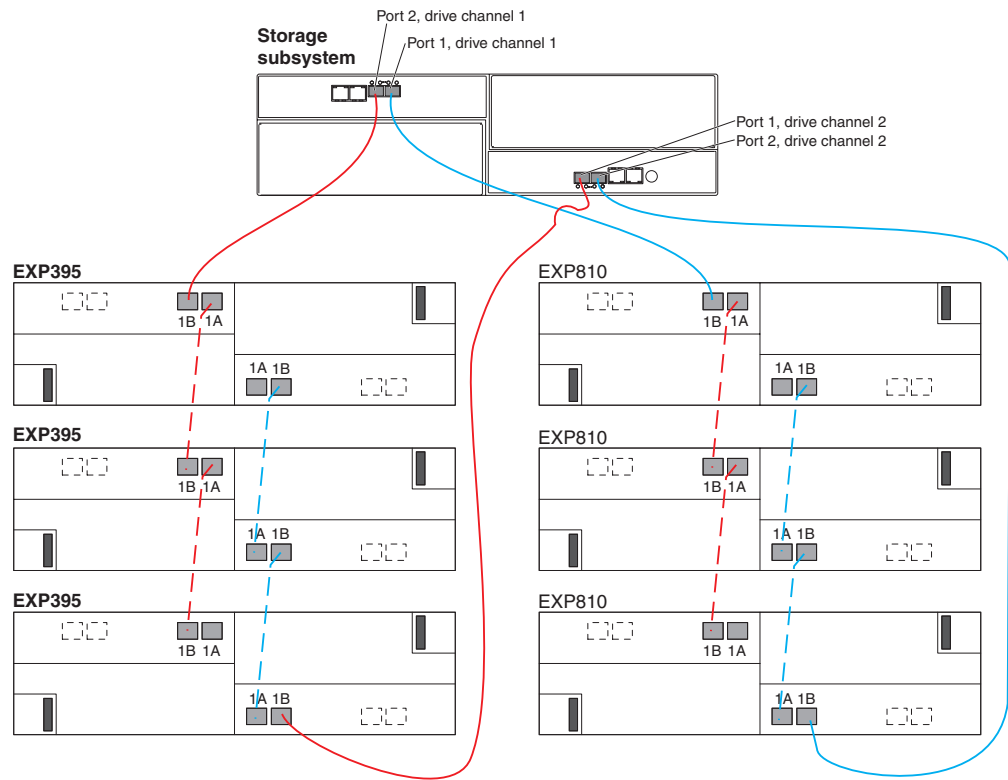 Port 2, drive channel 1
Storage
subsystem
Port 1, drive channel 1
Port 1, drive channel 2
Port 2, drive channel 2
EXP395
1B 1A
1A 1B
EXP395
1B 1A
1A 1B
EXP395
1B 1A
1A 1B
EXP810
1B 1A
1A 1B
EXP810
1B 1A
1A 1B
EXP810
1B 1A
1A 1B